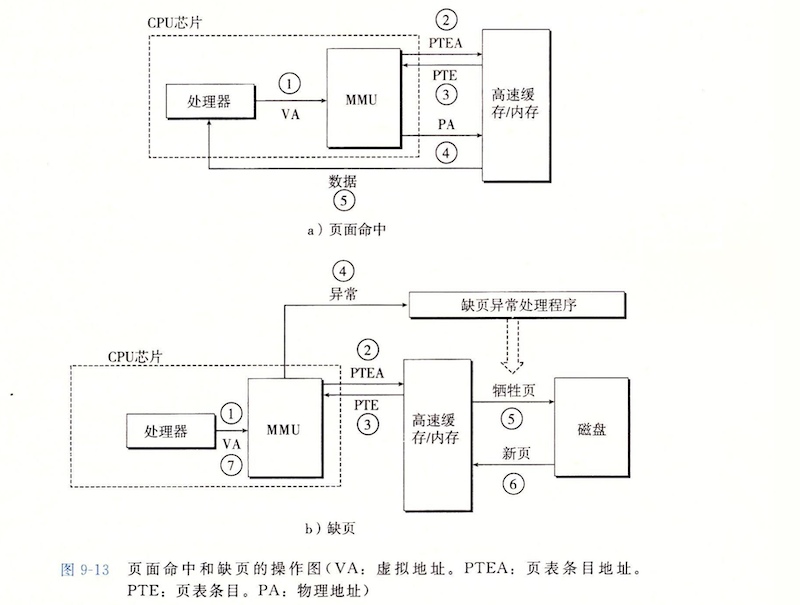 CPU芯片
②
PTEA
①
PTE
处理器
MMU
③
高速缓
存/内存
VA
PA
④
数据
⑤
a）页面命中
④
异常
缺页异常处理程序
CPU芯片
②
PTEA
牺牲页
①
PTE
⑤
处理器
MMU
③
高速缓
存/内存
磁盘
VA
⑦
新页
⑥
b）缺页
图 9-13 页面命中和缺页的操作图(VA：虚拟地址。PTEA：页表条目地址。
PTE：页表条目。PA：物理地址)